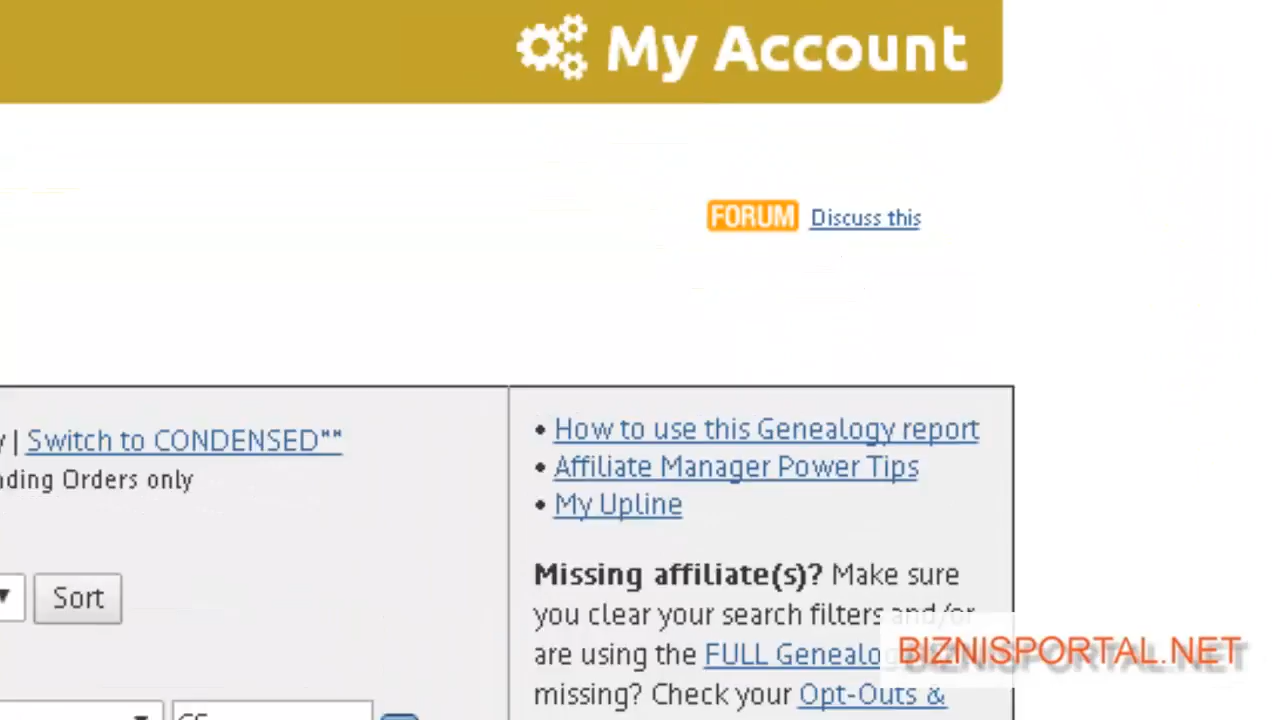 My Account
FORUM Discuss this
| Switch to CONDENSED""
Orders only
Sort
• How to use this Genealogy report
• Affiliate Manager Power Tips
• My Upline
Missing affiliate(s)? Make sure
you clear your search filters and/or
are using the FULL
missing? Check your Opt-Outs &
BIZNISPORTAL.NET